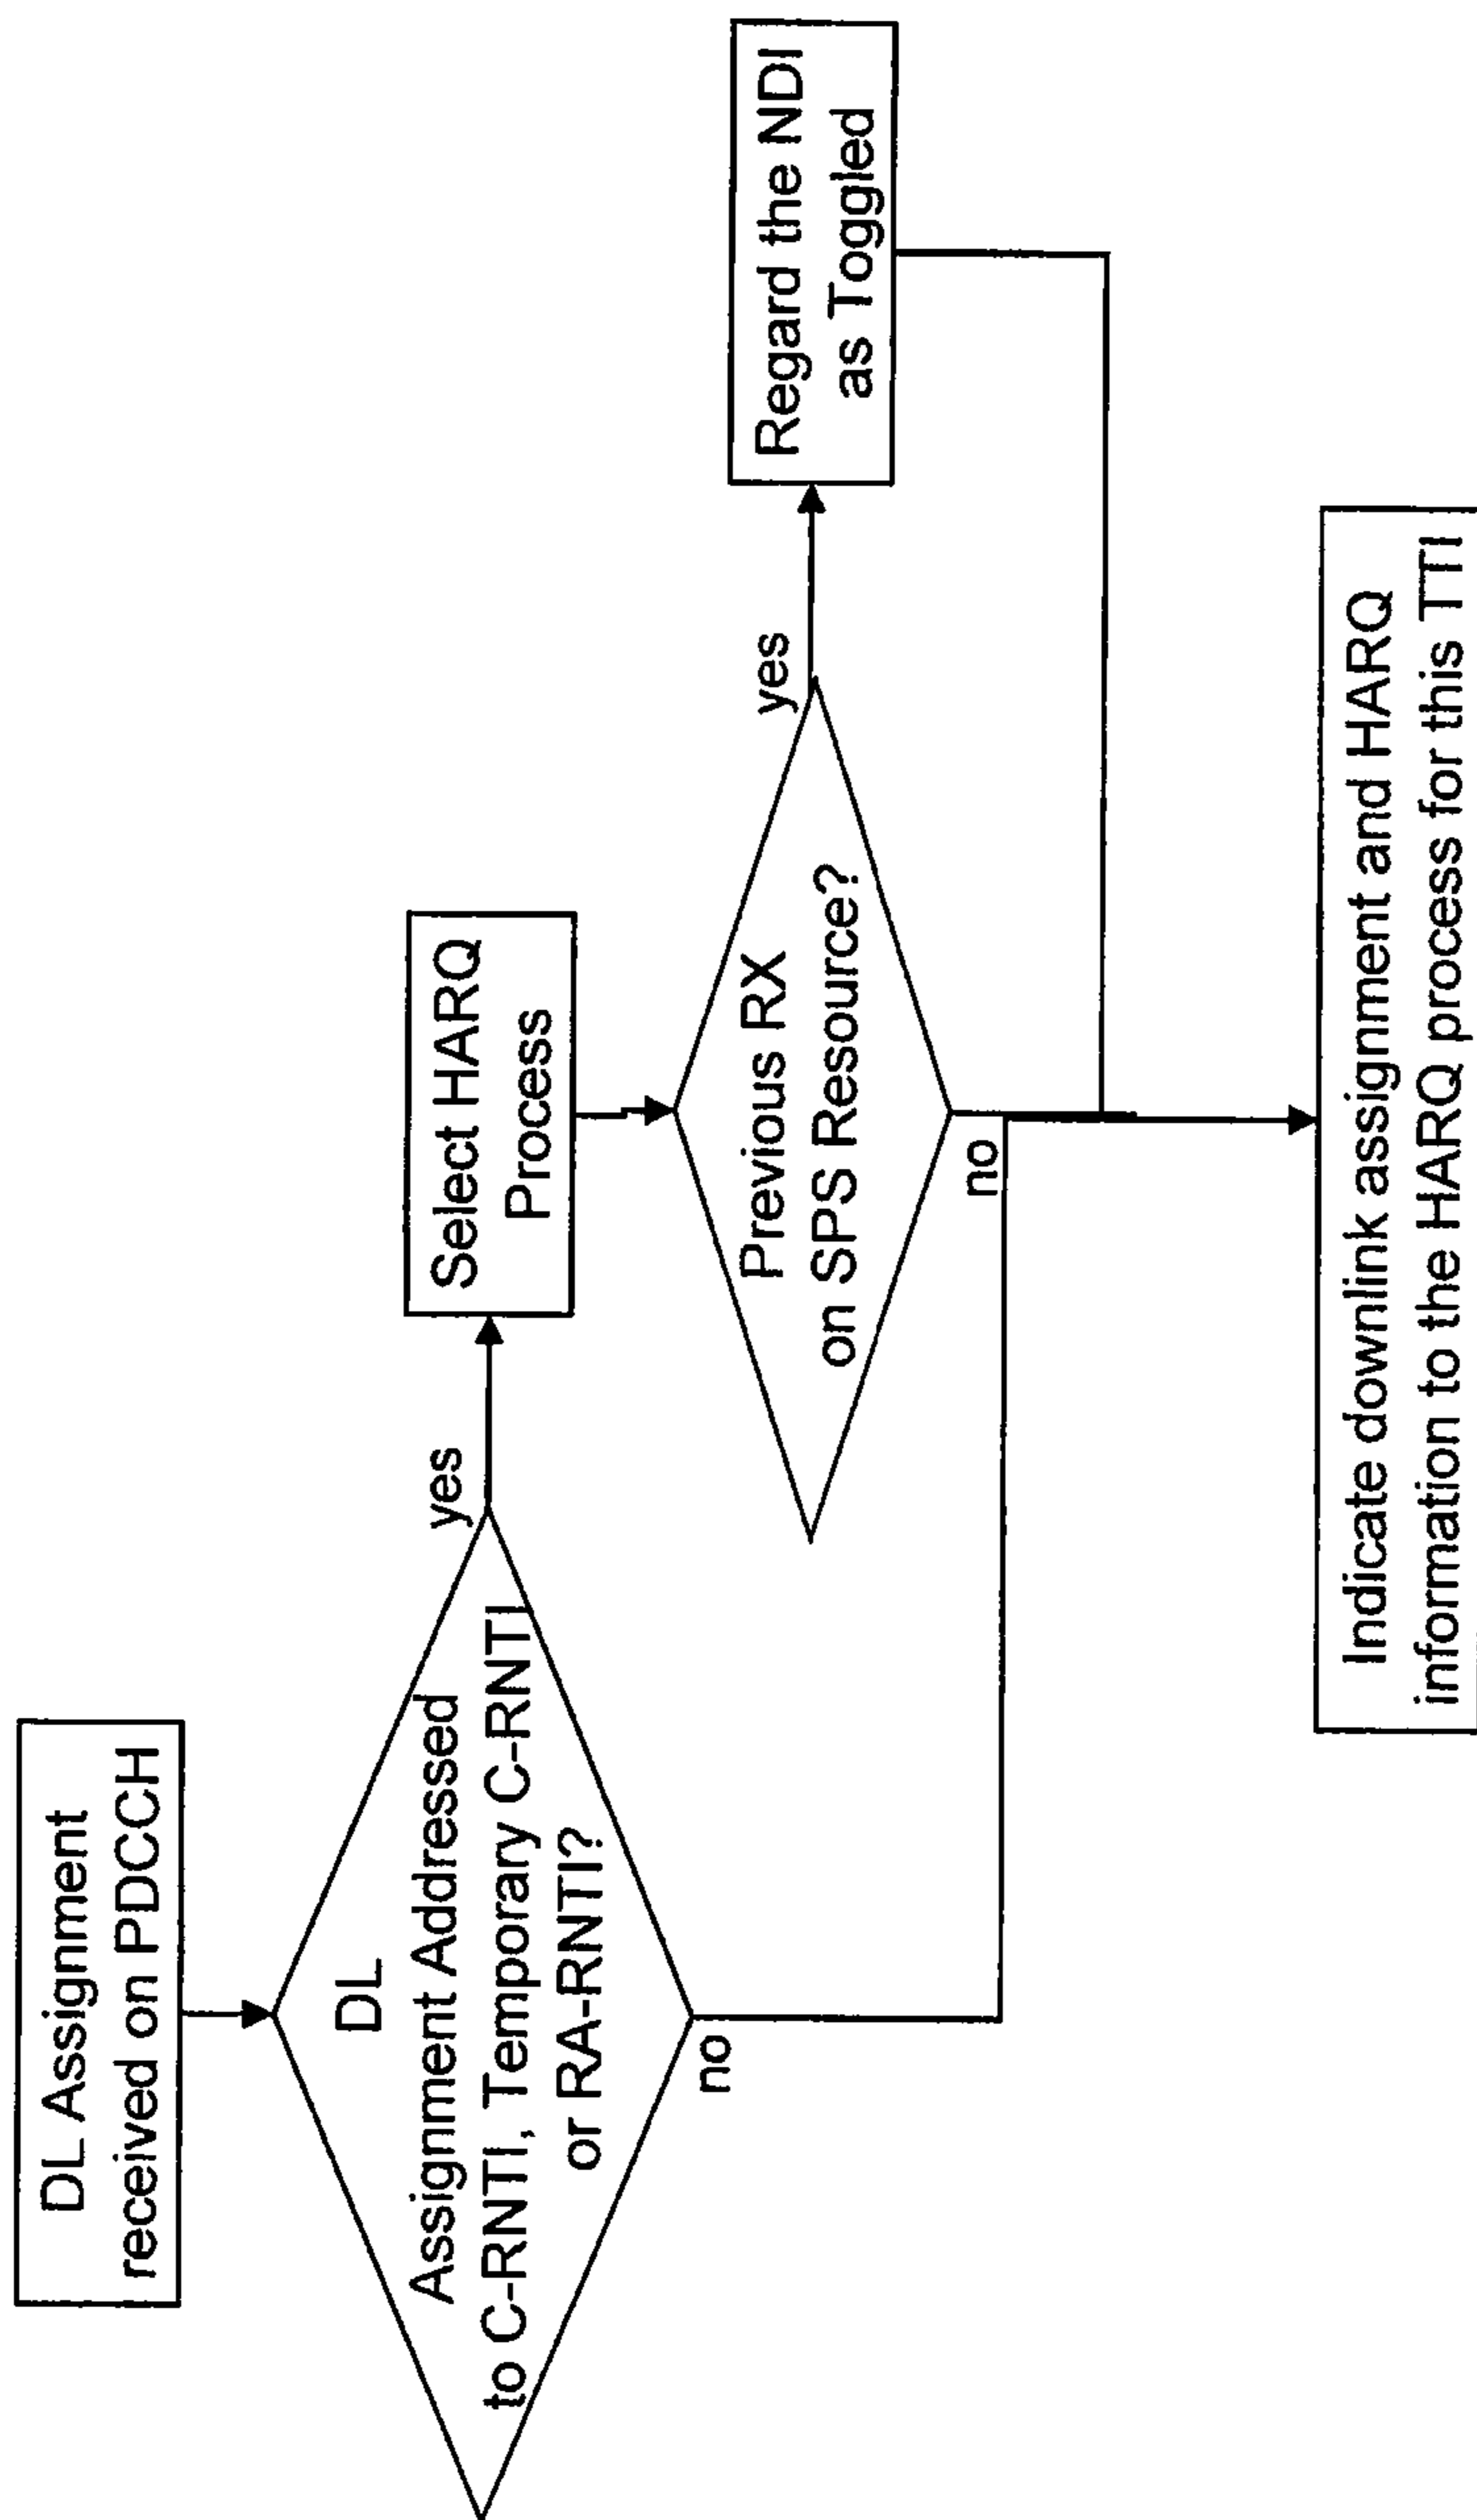 DL Assignment
received on PDCCH
DL
Assignment Addressed
to C-RNTI, Temporary C-RNTI
or RA-RNTI?
yes
no
Select HARQ
Process
Previous RX
on SPS Resource?
yes
no
Regard the NDI
as Toggled
Indicate downlink assignment and HARQ
information to the HARQ process for this TTI